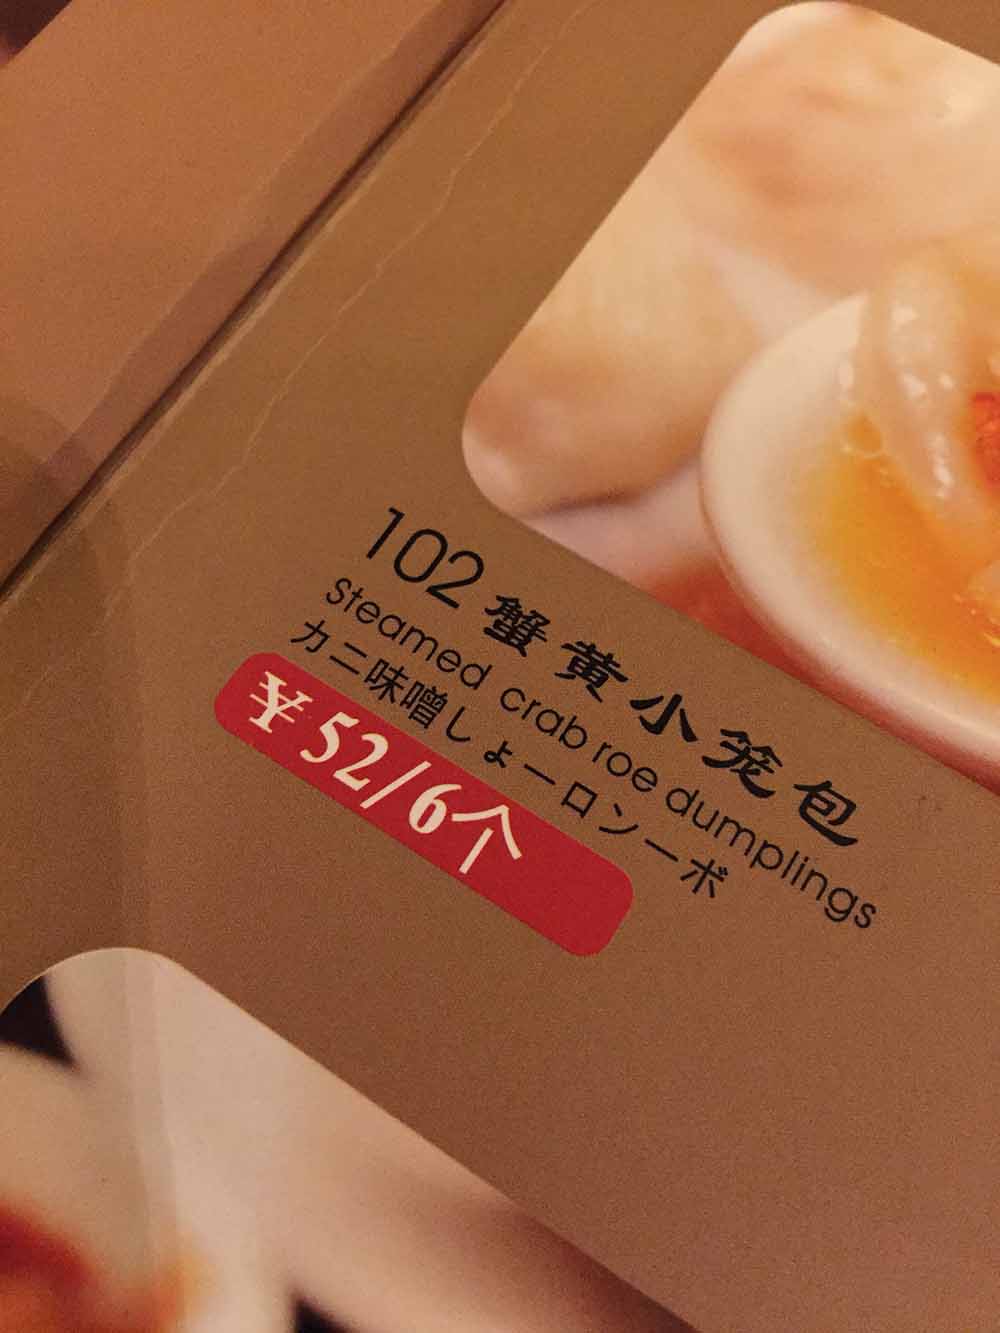 102 蟹黄小笼包
steamed crab roe dumplings
カニ味噌しょーロンーボ
¥52/6个